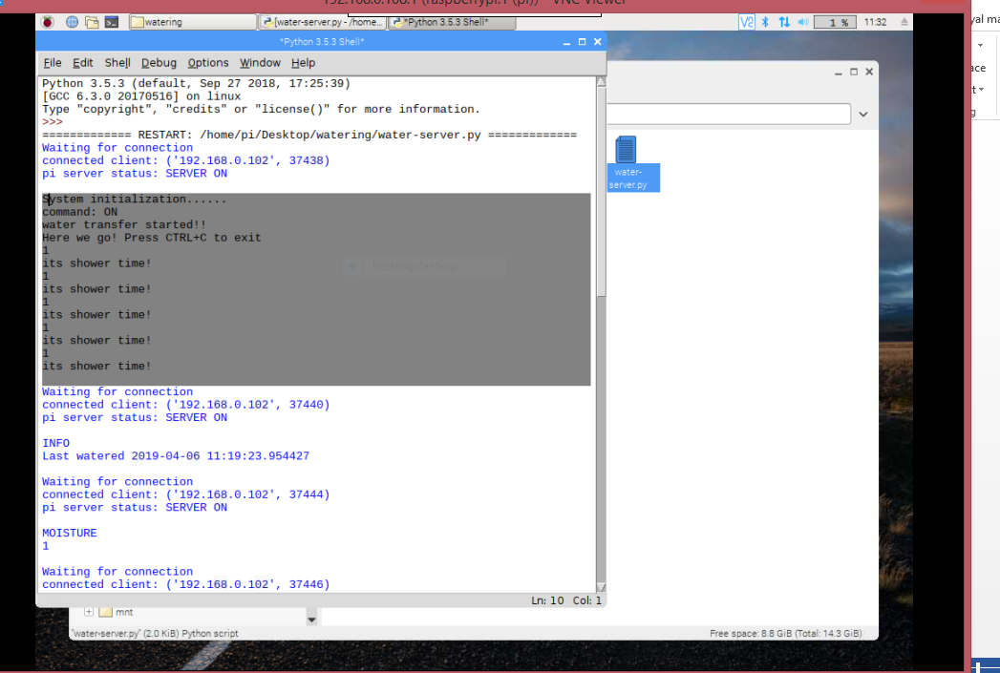 192.168.0.108:1 (raspberrypi:1 (pi)) - VNC Viewer
watering
[water-server.py - /home...
*Python 3.5.3 Shell*
1 %
11:32
*Python 3.5.3 Shell*
File Edit Shell Debug Options Window Help
Python 3.5.3 (default, Sep 27 2018, 17:25:39)
[GCC 6.3.0 20170516] on linux
Type "copyright", "credits" or "license()" for more information.
>>>
============= RESTART: /home/pi/Desktop/watering/water-server.py =============
Waiting for connection
connected client: ('192.168.0.102', 37438)
pi server status: SERVER ON
System initialization......
command: ON
water transfer started!!
Here we go! Press CTRL+C to exit
1
its shower time!
1
its shower time!
1
its shower time!
1
its shower time!
1
its shower time!
Waiting for connection
connected client: ('192.168.0.102', 37440)
pi server status: SERVER ON
INFO
Last watered 2019-04-06 11:19:23.954427
Waiting for connection
connected client: ('192.168.0.102', 37444)
pi server status: SERVER ON
MOISTURE
1
Waiting for connection
connected client: ('192.168.0.102', 37446)
Ln: 10 Col: 1
water-
server.py
Rectangular Snip
mnt
"water-server.py" (2.0 KiB) Python script
Free space: 8.8 GiB (Total: 14.3 GiB)